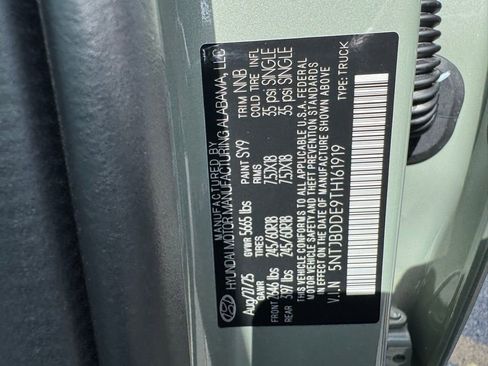 MANUFACTURED BY
HYUNDAI MOTOR MANUFACTURING ALABAMA, LLC
Aug/27/25 5665 lbs PAINT SY9 TRIM NNB
GAWR TIRES RIMS COLD TIRE INFL
FRONT 2646 lbs 245/60R18 7.5JX18 35 psi SINGLE
REAR 3197 lbs 245/60R18 7.5JX18 35 psi SINGLE
THIS VEHICLE CONFORMS TO ALL APPLICABLE U.S.A. FEDERAL
MOTOR VEHICLE SAFETY AND THEFT PREVENTION STANDARDS
IN EFFECT ON THE DATE OF MANUFACTURE SHOWN ABOVE.
V.I.N 5NTJBDDE9TH161919 TYPE:TRUCK